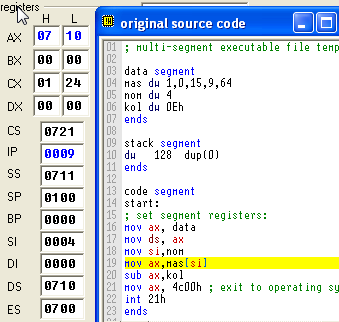 registers
H L
AX 07 10
BX 00 00
CX 01 24
DX 00 00
CS 0721
IP 0009
SS 0711
SP 0100
BP 0000
SI 0004
DI 0000
DS 0710
ES 0700
original source code
01 ; multi-segment executable file temp
02
03 data segment
04 mas dw 1,0,15,9,64
05 nom dw 4
06 kol dw 0Eh
07 ends
08
09 stack segment
10 dw 128 dup(0)
11 ends
12
13 code segment
14 start:
15 ; set segment registers:
16 mov ax, data
17 mov ds, ax
18 mov si,nom
19 mov ax,mas[si]
20 sub ax,kol
21 mov ax, 4c00h ; exit to operating sy
22 int 21h
23 ends